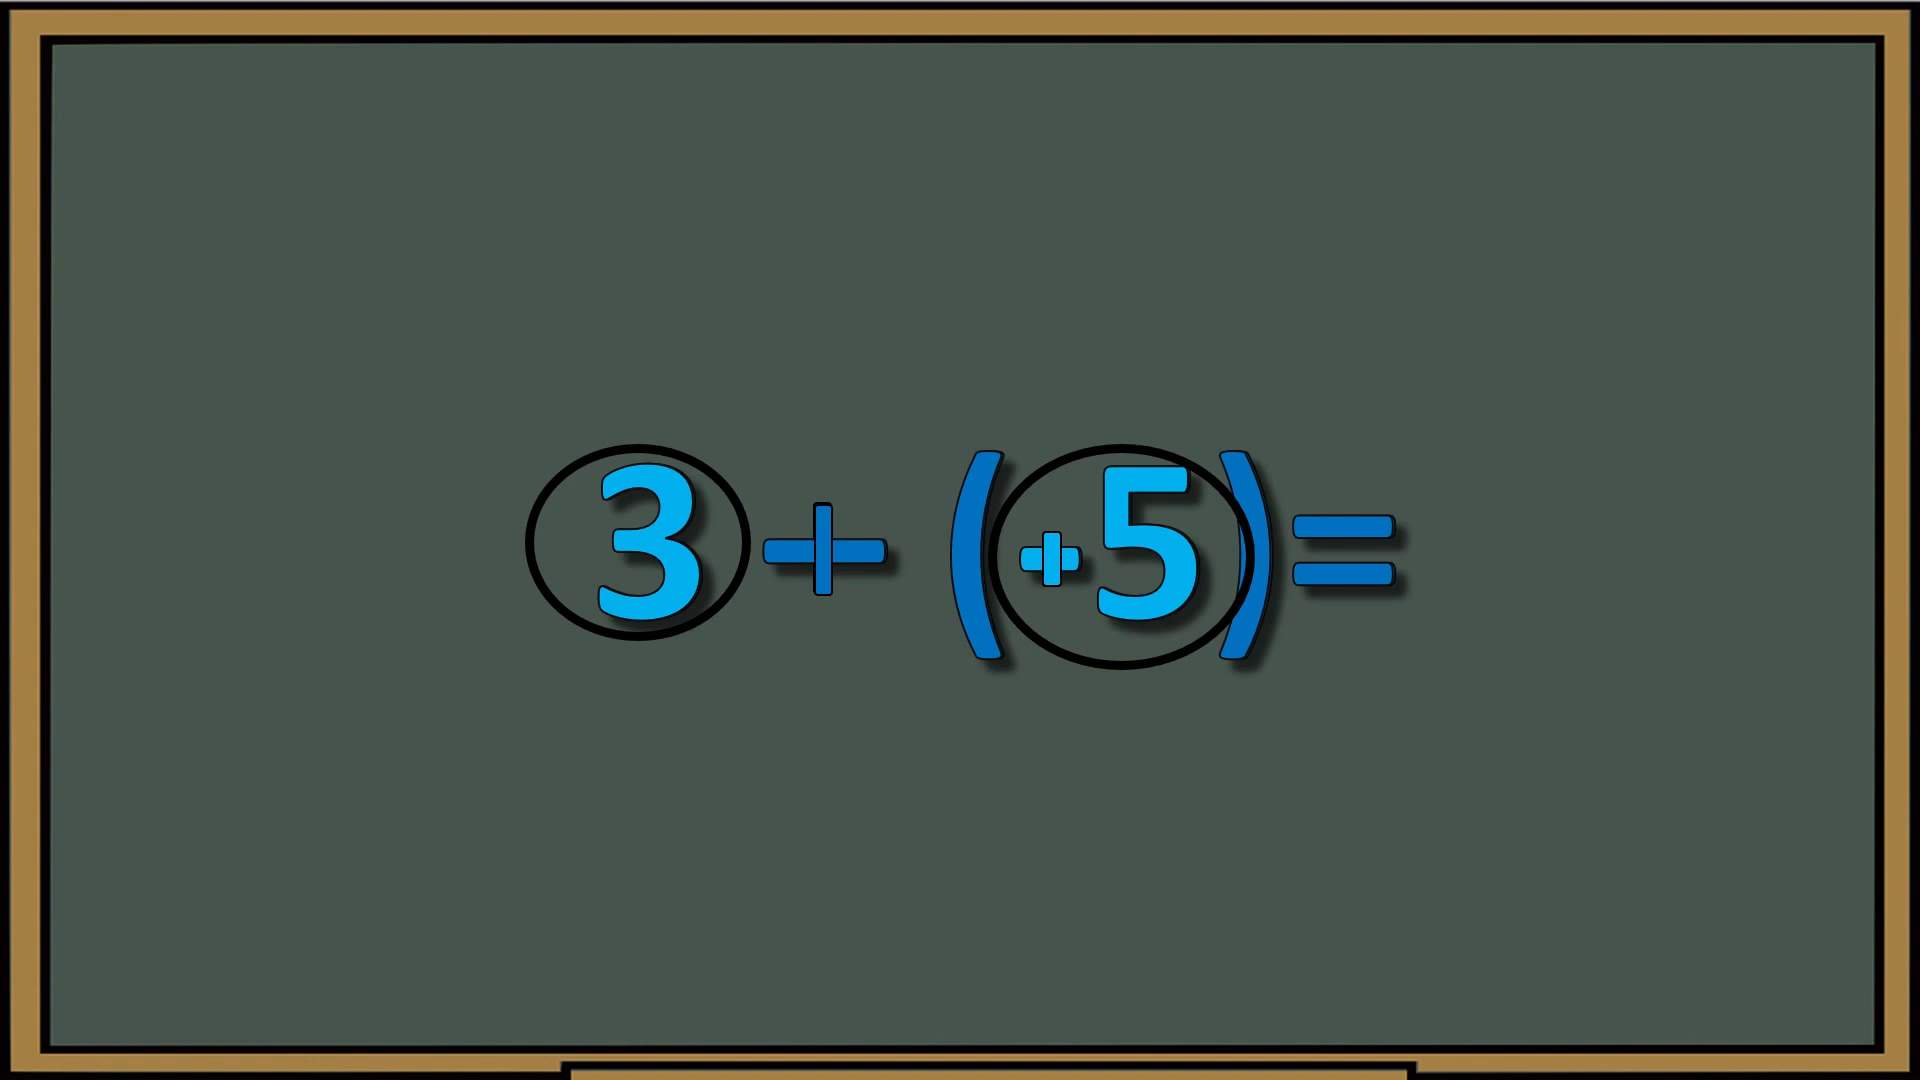 3 + (+5)=